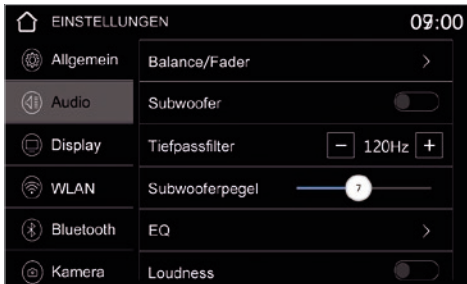 EINSTELLUNGEN 09:00
Allgemein
Audio
Display
WLAN
Bluetooth
Kamera
Balance/Fader >
Subwoofer
Tiefpassfilter − 120Hz +
Subwooferpegel 7
EQ >
Loudness